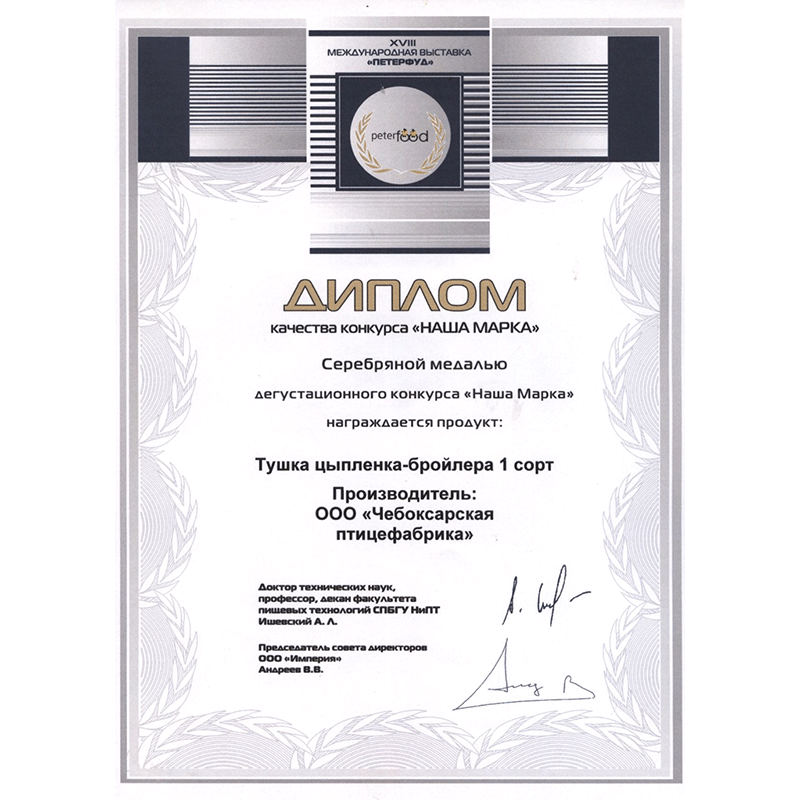 XVIII
МЕЖДУНАРОДНАЯ ВЫСТАВКА
«ПЕТЕРФУД»
peterfood
ДИПЛОМ
качества конкурса «НАША МАРКА»
Серебряной медалью
дегустационного конкурса «Наша Марка»
награждается продукт:
Тушка цыпленка-бройлера 1 сорт
Производитель:
ООО «Чебоксарская
птицефабрика»
Доктор технических наук,
профессор, декан факультета
пищевых технологий СПБГУ НиПТ
Ишевский А. Л.
Председатель совета директоров
ООО «Империя»
Андреев В.В.